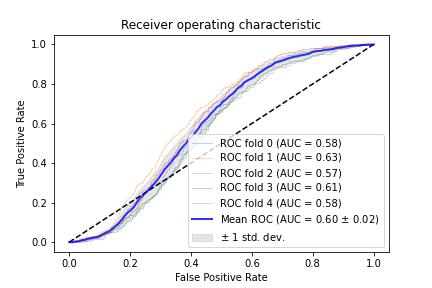 Receiver operating characteristic
True Positive Rate
1.0
0.8
0.6
0.4
0.2
0.0
ROC fold 0 (AUC = 0.58)
ROC fold 1 (AUC = 0.63)
ROC fold 2 (AUC = 0.57)
ROC fold 3 (AUC = 0.61)
ROC fold 4 (AUC = 0.58)
Mean ROC (AUC = 0.60 ± 0.02)
± 1 std. dev.
0.0 0.2 0.4 0.6 0.8 1.0
False Positive Rate